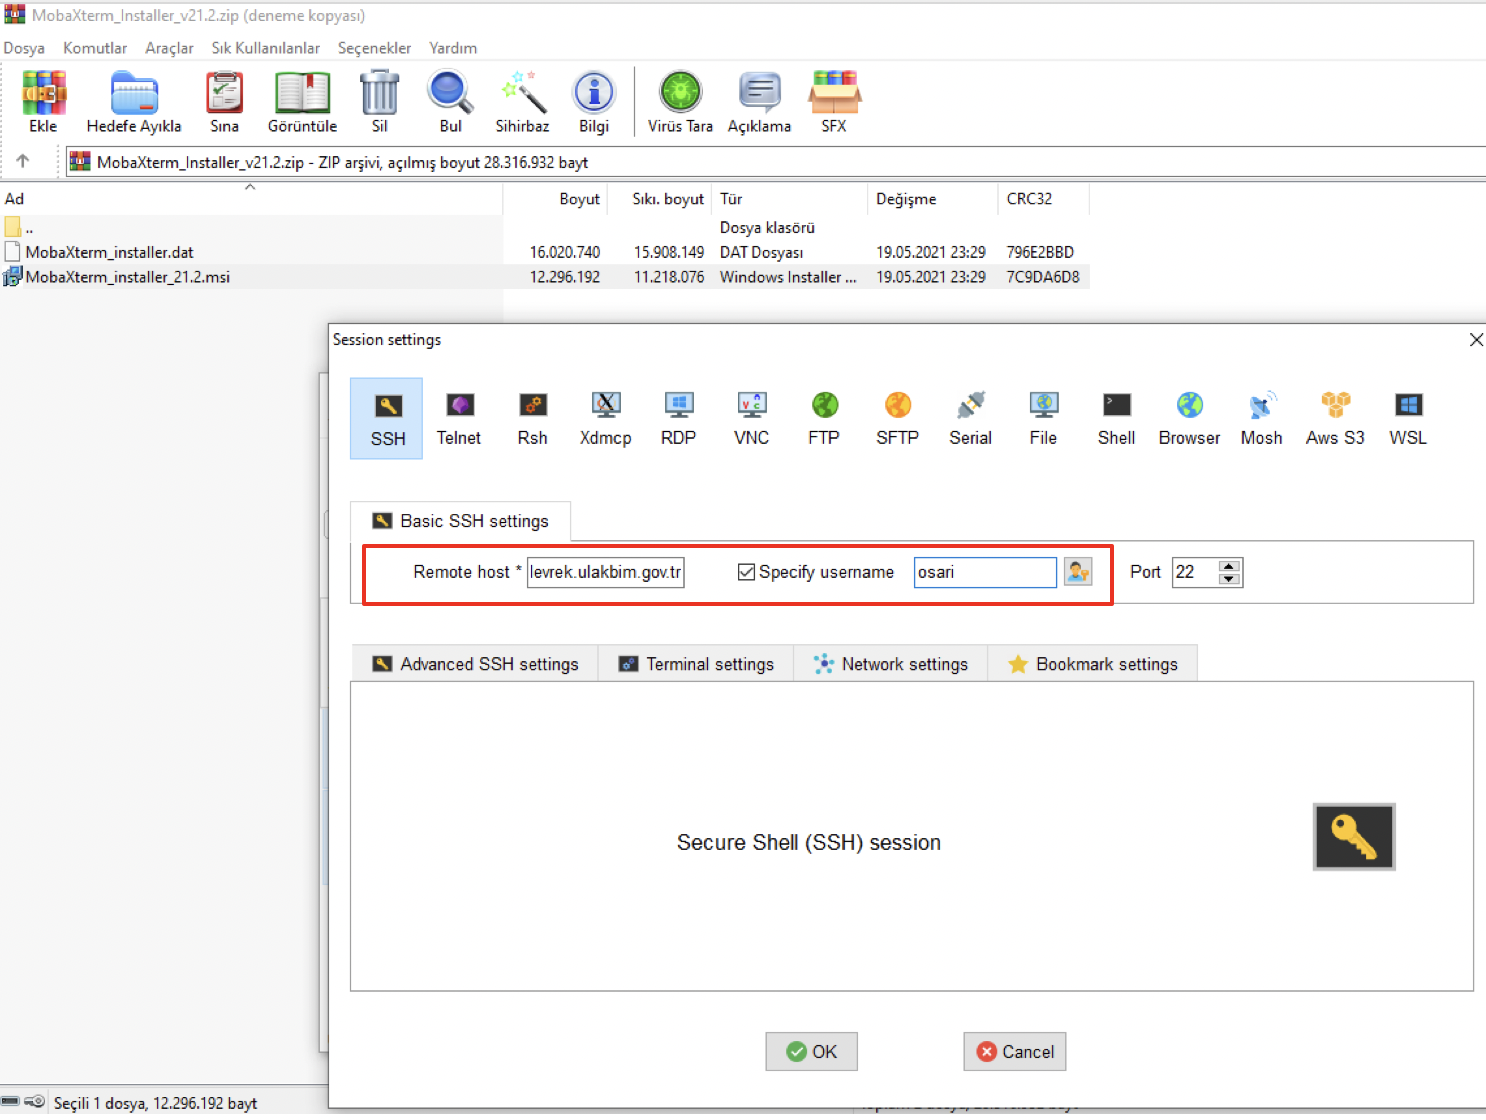 MobaXterm_Installer_v21.2.zip (deneme kopyası)
Dosya Komutlar Araçlar Sık Kullanılanlar Seçenekler Yardım
Ekle Hedefe Ayıkla Sına Görüntüle Sil Bul Sihirbaz Bilgi Virüs Tara Açıklama SFX
MobaXterm_Installer_v21.2.zip - ZIP arşivi, açılmış boyut 28.316.932 bayt
Ad Boyut Sıkı. boyut Tür Değişme CRC32
.. Dosya klasörü
MobaXterm_installer.dat 16.020.740 15.908.149 DAT Dosyası 19.05.2021 23:29 796E2BBD
MobaXterm_installer_21.2.msi 12.296.192 11.218.076 Windows Installer ... 19.05.2021 23:29 7C9DA6D8
Session settings
SSH Telnet Rsh Xdmcp RDP VNC FTP SFTP Serial File Shell Browser Mosh Aws S3 WSL
Basic SSH settings
Remote host * levrek.ulakbim.gov.tr Specify username osari Port 22
Advanced SSH settings Terminal settings Network settings Bookmark settings
Secure Shell (SSH) session
OK Cancel
Seçili 1 dosya, 12.296.192 bayt